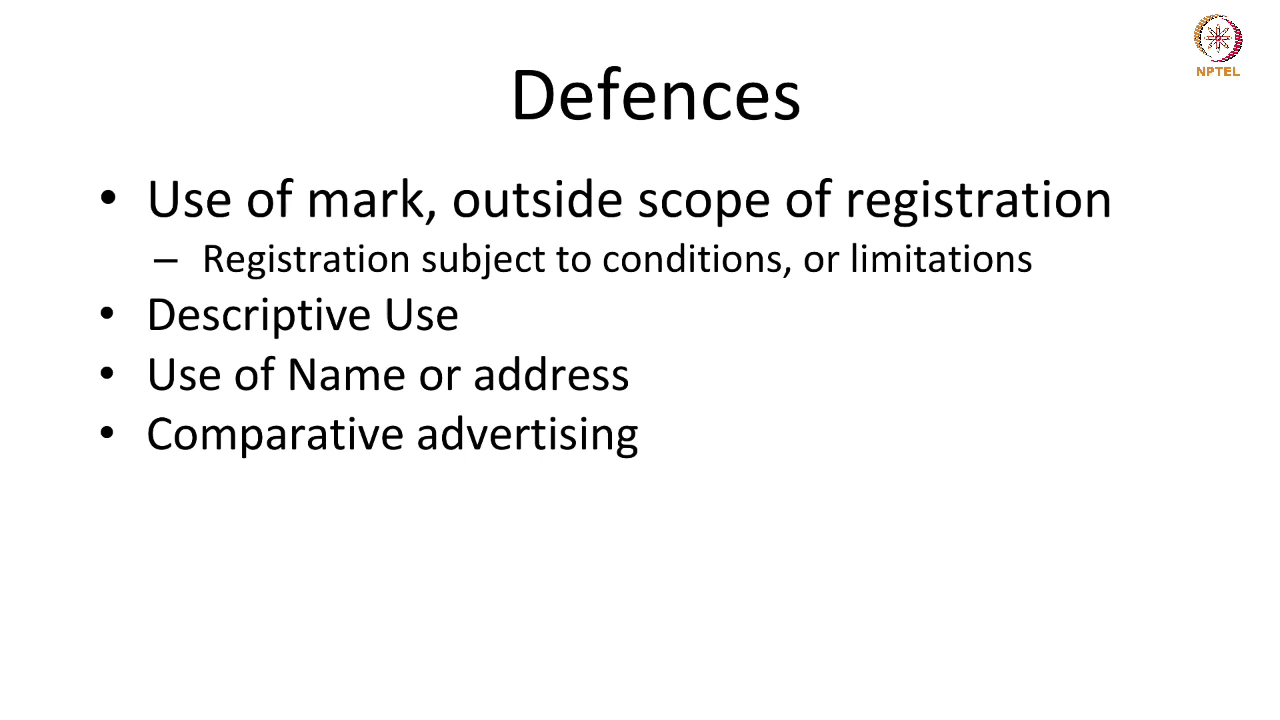 NPTEL
Defences
• Use of mark, outside scope of registration
– Registration subject to conditions, or limitations
• Descriptive Use
• Use of Name or address
• Comparative advertising